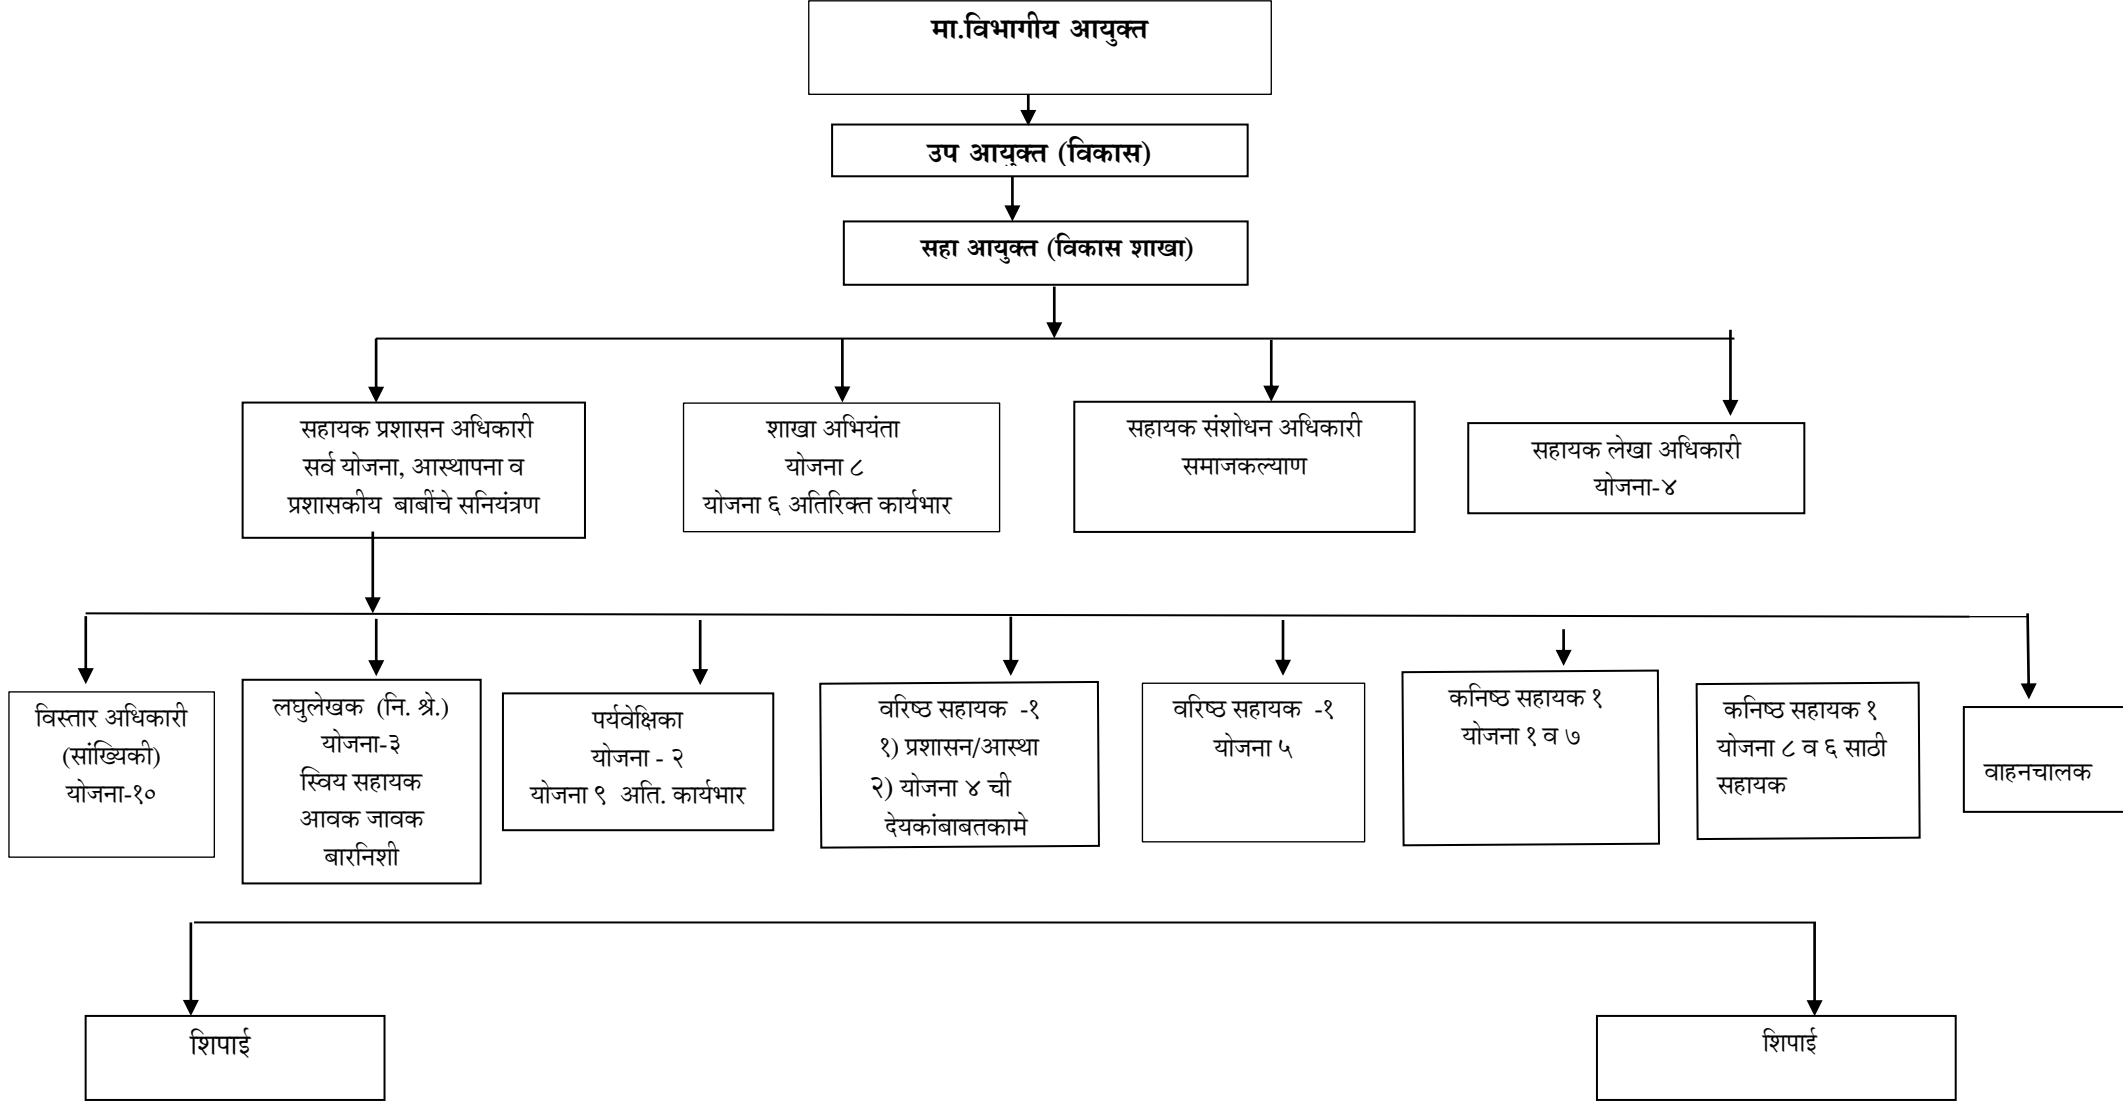 मा.विभागीय आयुक्त
उप आयुक्त (विकास)
सहा आयुक्त (विकास शाखा)
सहायक प्रशासन अधिकारी
सर्व योजना, आस्थापना व
प्रशासकीय बाबींचे सनियंत्रण
शाखा अभियंता
योजना ८
योजना ६ अतिरिक्त कार्यभार
सहायक संशोधन अधिकारी
समाजकल्याण
सहायक लेखा अधिकारी
योजना-४
विस्तार अधिकारी
(सांख्यिकी)
योजना-१०
लघुलेखक (नि. श्रे.)
योजना-३
स्विय सहायक
आवक जावक
बारनिशी
पर्यवेक्षिका
योजना - २
योजना ९ अति. कार्यभार
वरिष्ठ सहायक -१
१) प्रशासन/आस्था
२) योजना ४ ची
देयकांबाबतकामे
वरिष्ठ सहायक -१
योजना ५
कनिष्ठ सहायक १
योजना १ व ७
कनिष्ठ सहायक १
योजना ८ व ६ साठी
सहायक
वाहनचालक
शिपाई
शिपाई